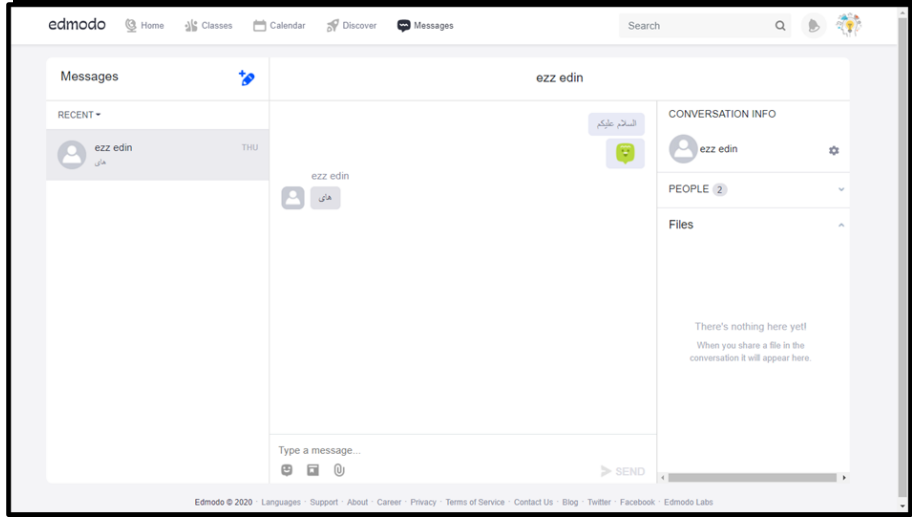 edmodo Home Classes Calendar Discover Messages Search
Messages
ezz edin
RECENT
ezz edin THU
هاى
السلام عليكم
ezz edin
هاى
CONVERSATION INFO
ezz edin
PEOPLE 2
Files
There's nothing here yet!
When you share a file in the
conversation it will appear here.
Type a message...
SEND
Edmodo © 2020 · Languages · Support · About · Career · Privacy · Terms of Service · Contact Us · Blog · Twitter · Facebook · Edmodo Labs